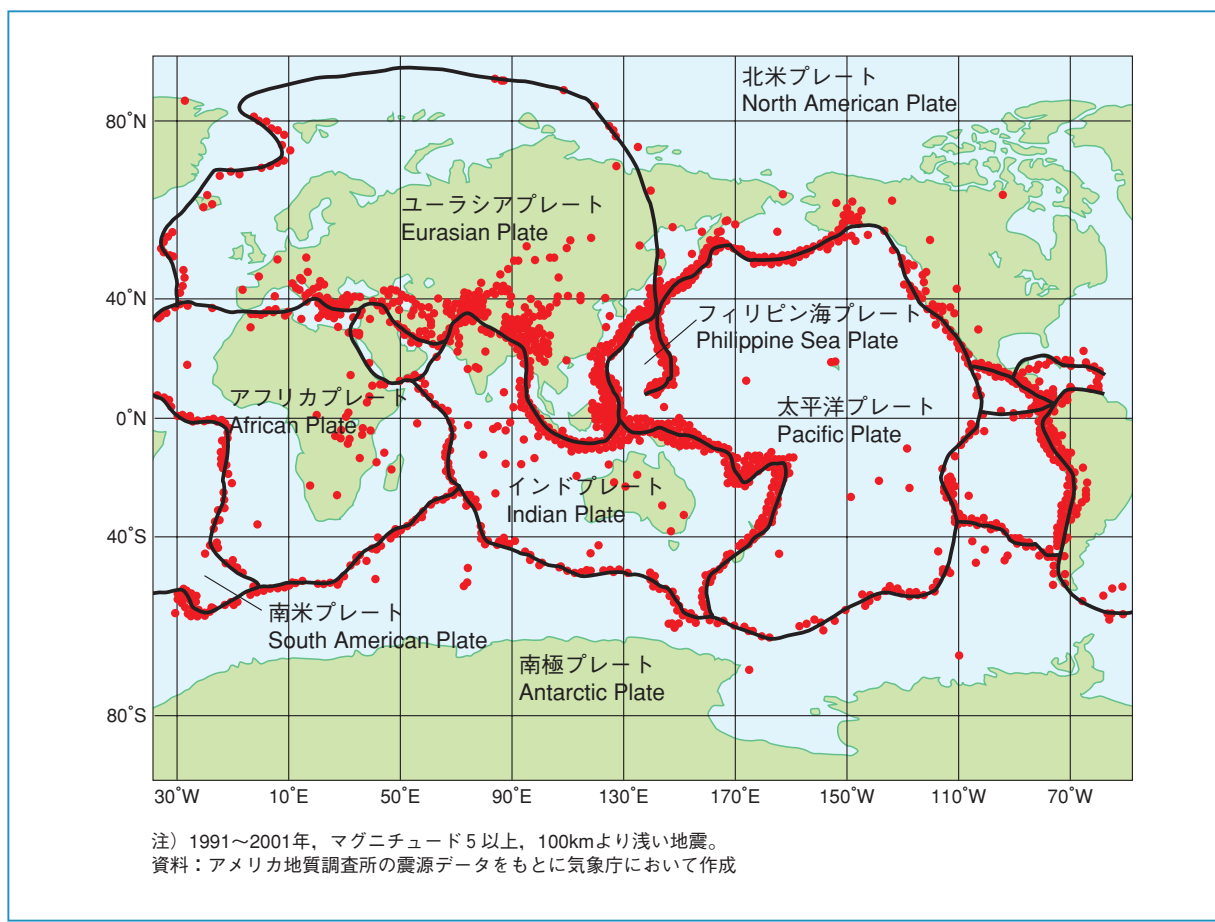 北米プレート
North American Plate
80˚N
ユーラシアプレート
Eurasian Plate
40˚N
フィリピン海プレート
Philippine Sea Plate
アフリカプレート
African Plate
太平洋プレート
Pacific Plate
0˚N
インドプレート
Indian Plate
40˚S
南米プレート
South American Plate
南極プレート
Antarctic Plate
80˚S
30˚W 10˚E 50˚E 90˚E 130˚E 170˚E 150˚W 110˚W 70˚W
注）1991～2001年，マグニチュード5以上，100kmより浅い地震。
資料：アメリカ地質調査所の震源データをもとに気象庁において作成